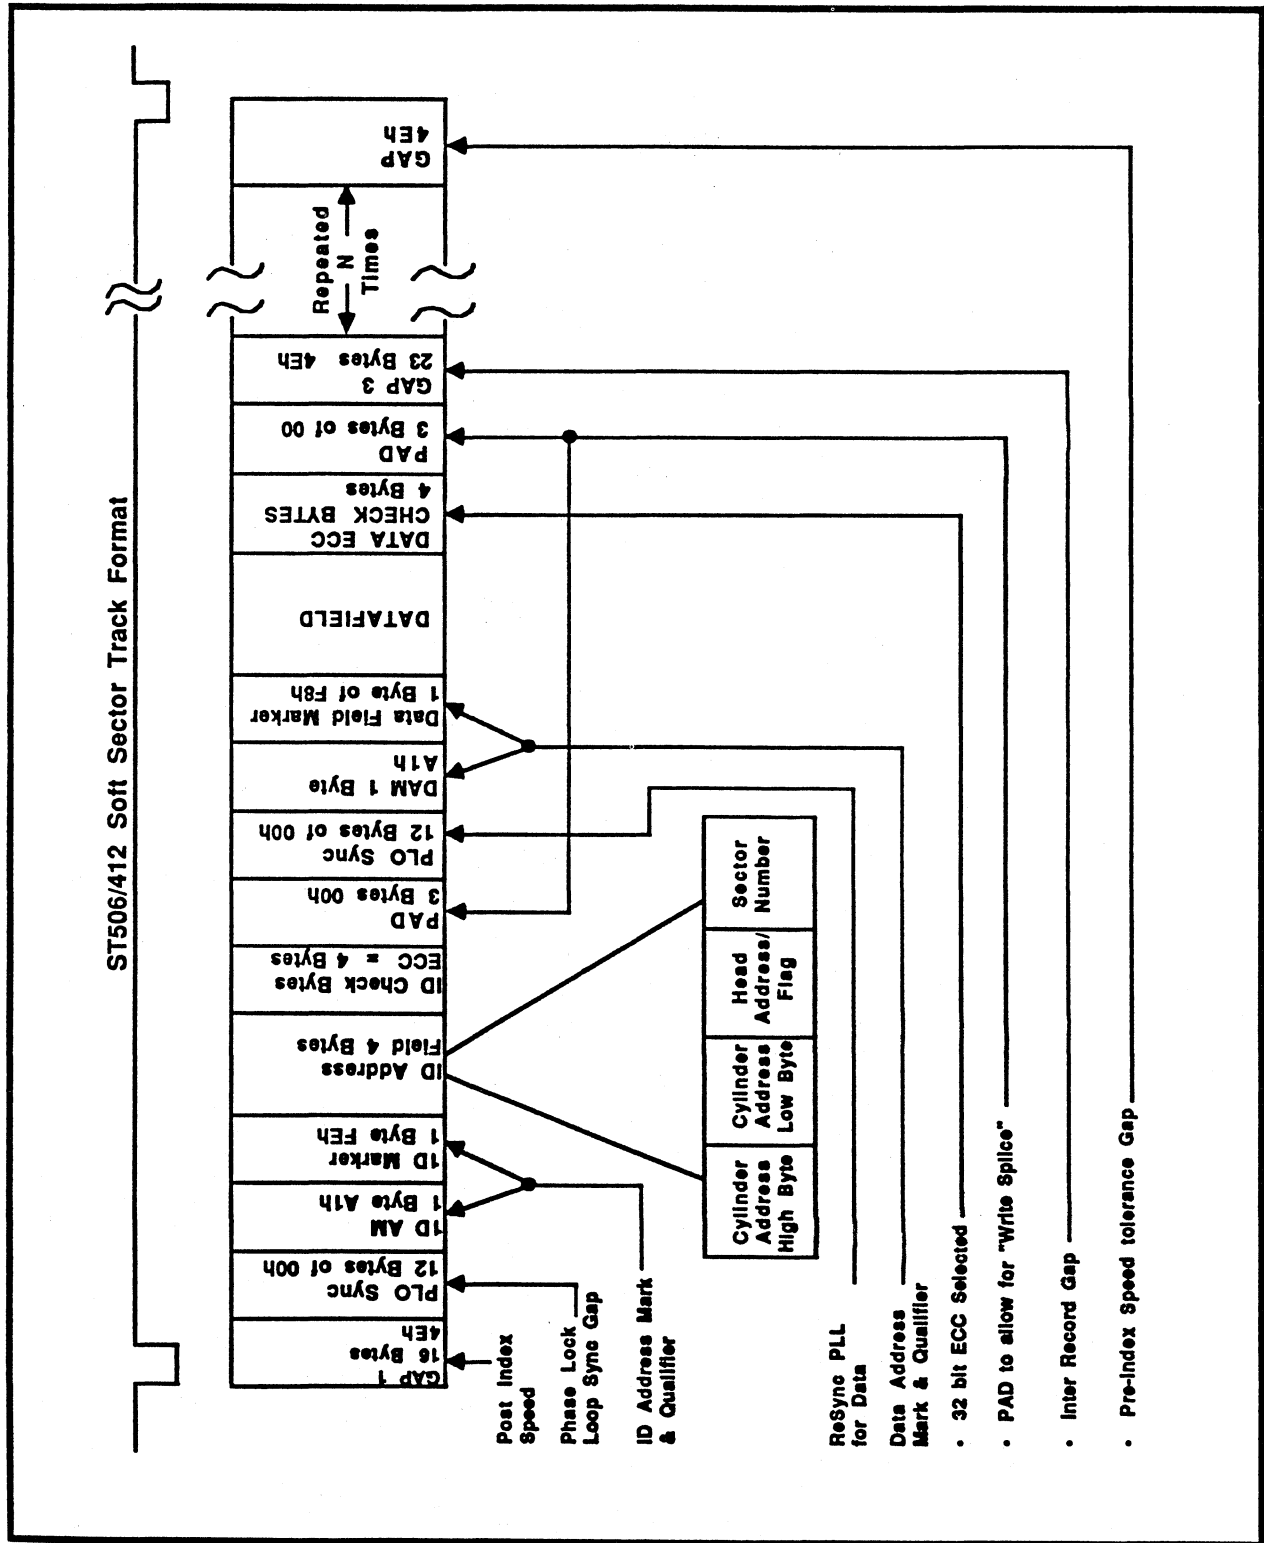 ST506/412 Soft Sector Track Format
GAP 1
16 Bytes
4Eh
PLO Sync
12 Bytes of 00h
1D AM
1 Byte A1h
1D Marker
1 Byte FEh
ID Address
Field 4 Bytes
ID Check Bytes
ECC = 4 Bytes
PAD
3 Bytes 00h
PLO Sync
12 Bytes of 00h
DAM 1 Byte
A1h
Data Field Marker
1 Byte of F8h
DATAFIELD
DATA ECC
CHECK BYTES
4 Bytes
PAD
3 Bytes of 00
GAP 3
23 Bytes 4Eh
Repeated
N
Times
GAP
4Eh
Post Index
Speed
Phase Lock
Loop Sync Gap
ID Address Mark
& Qualifier
Cylinder
Address
High Byte
Cylinder
Address
Low Byte
Head
Address/
Flag
Sector
Number
ReSync PLL
for Data
Data Address
Mark & Qualifier
• 32 bit ECC Selected
• PAD to allow for "Write Splice"
• Inter Record Gap
• Pre-Index Speed tolerance Gap